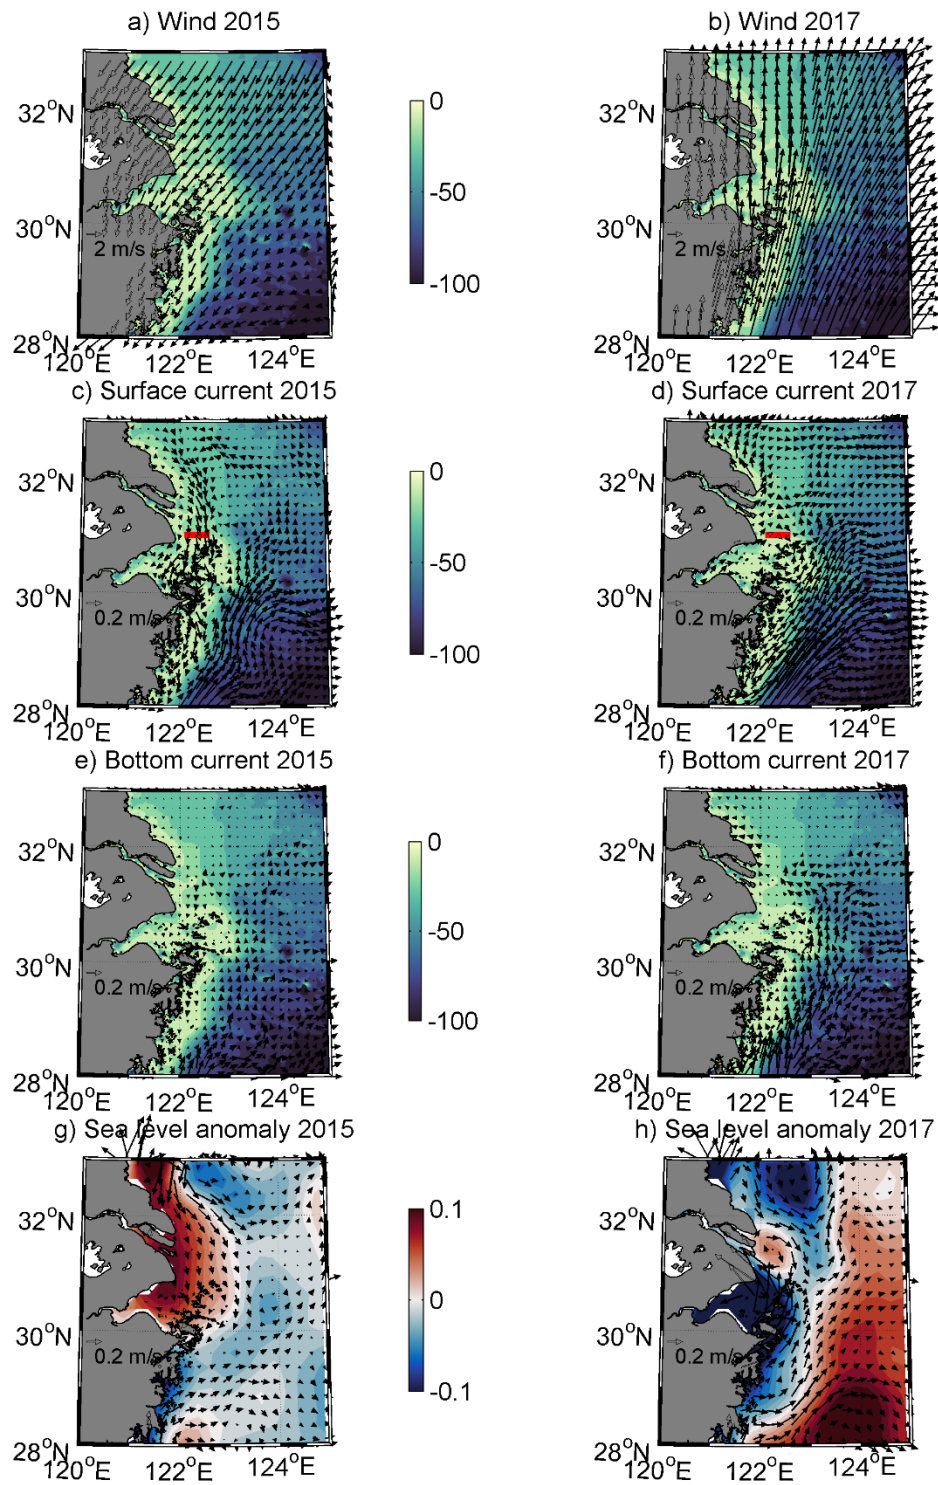 a) Wind 2015
b) Wind 2017
32°N
30°N
28°N
120°E
122°E
124°E
2 m/s
0
-50
-100
32°N
30°N
28°N
120°E
122°E
124°E
2 m/s
c) Surface current 2015
d) Surface current 2017
32°N
30°N
28°N
120°E
122°E
124°E
0.2 m/s
0
-50
-100
32°N
30°N
28°N
120°E
122°E
124°E
0.2 m/s
e) Bottom current 2015
f) Bottom current 2017
32°N
30°N
28°N
120°E
122°E
124°E
0.2 m/s
0
-50
-100
32°N
30°N
28°N
120°E
122°E
124°E
0.2 m/s
g) Sea level anomaly 2015
h) Sea level anomaly 2017
32°N
30°N
28°N
120°E
122°E
124°E
0.2 m/s
0.1
0
-0.1
32°N
30°N
28°N
120°E
122°E
124°E
0.2 m/s